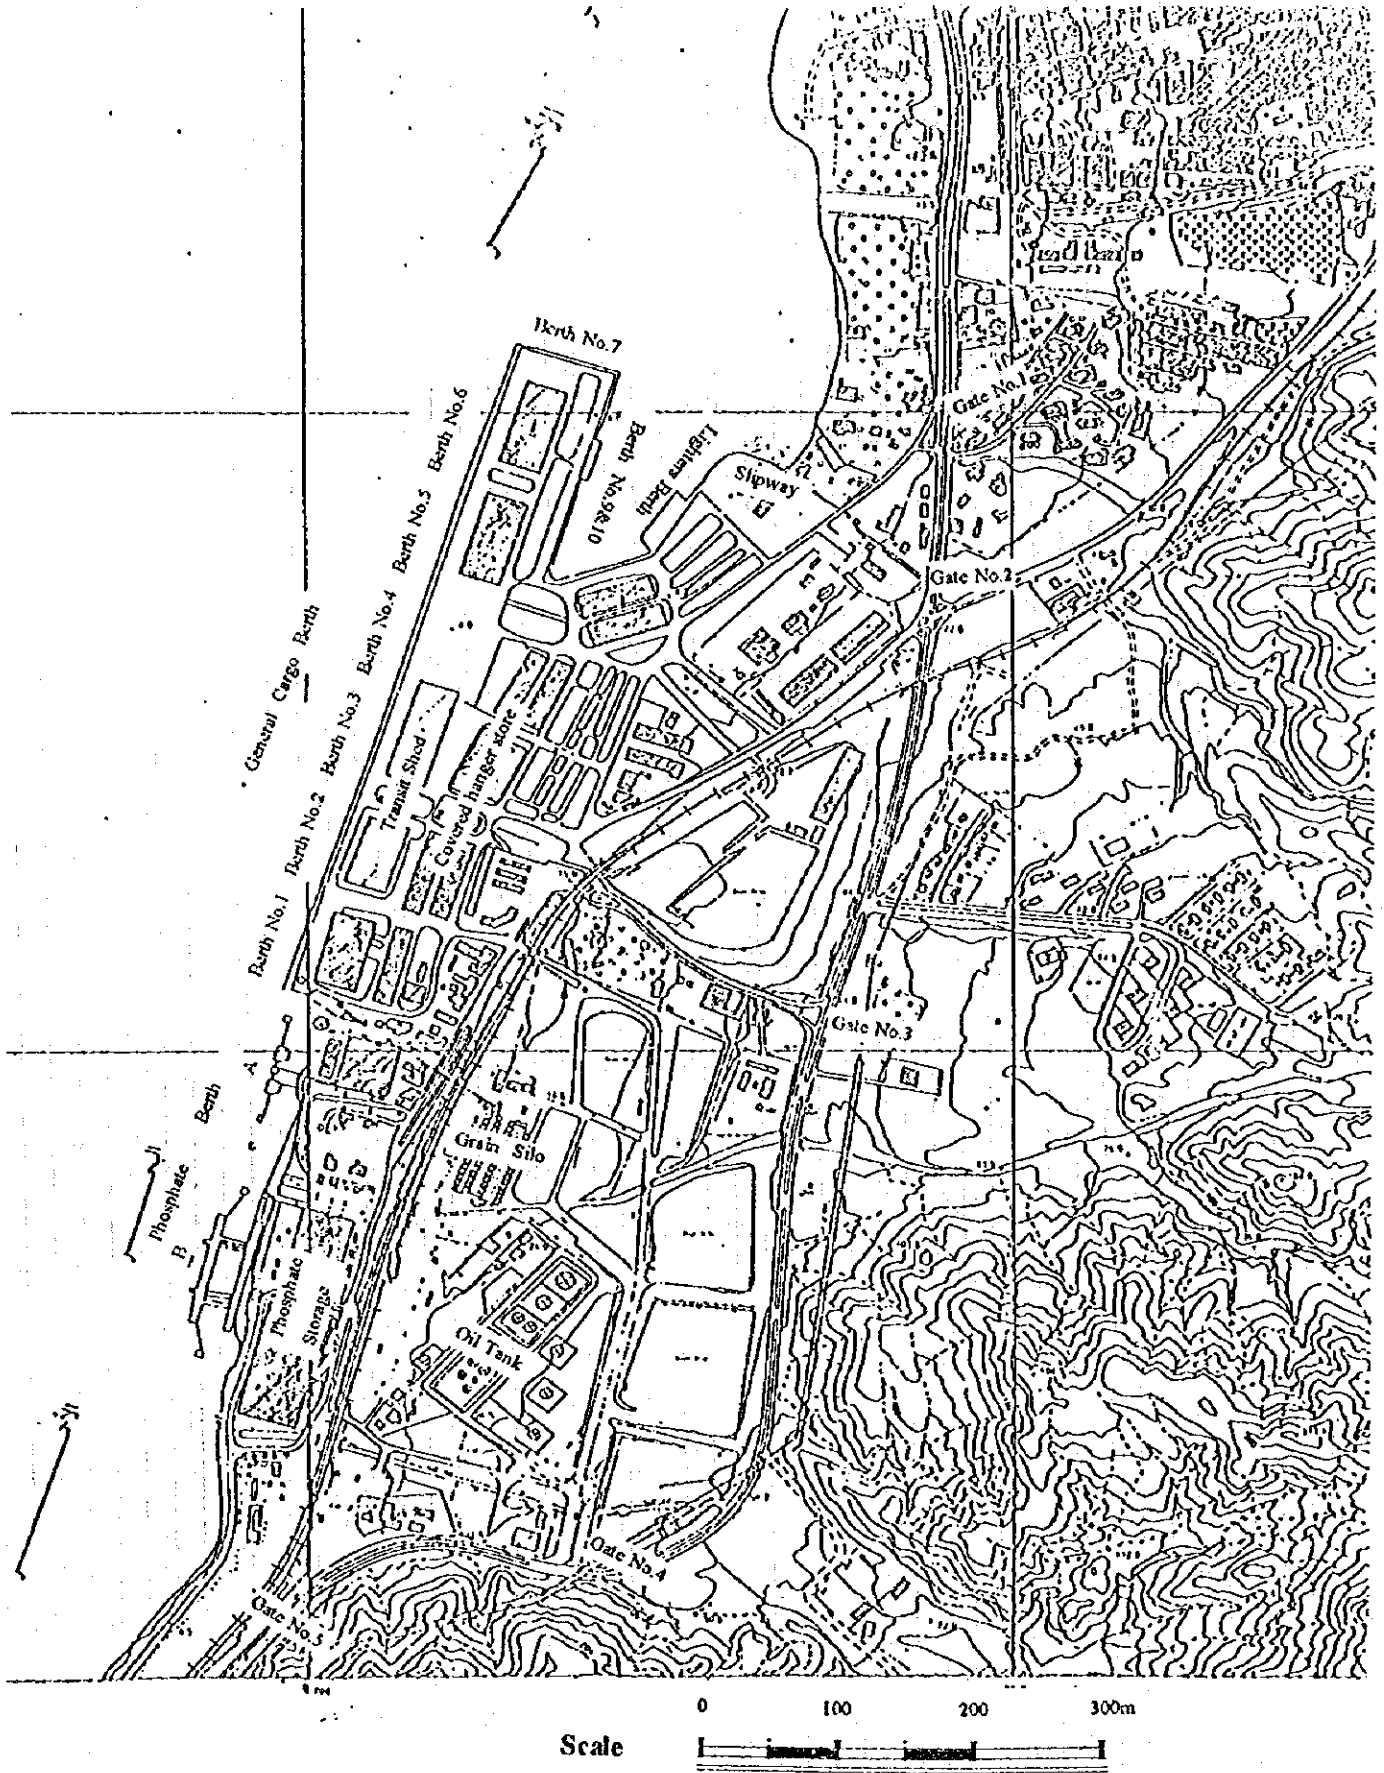 Berth No.7
Berth No.6
Gate No.1
Berth No.5
Berth No.9&10
Lighters Berth
Slipway
Gate No.2
Berth No.4
General Cargo Berth
Berth No.3
Transit Shed
Covered hanger store
Berth No.2
Berth No.1
Gate No.3
A
Phosphate Berth
Grain Silo
B
Phosphate Storage
Oil Tank
Gate No.4
Gate No.5
0 100 200 300m
Scale